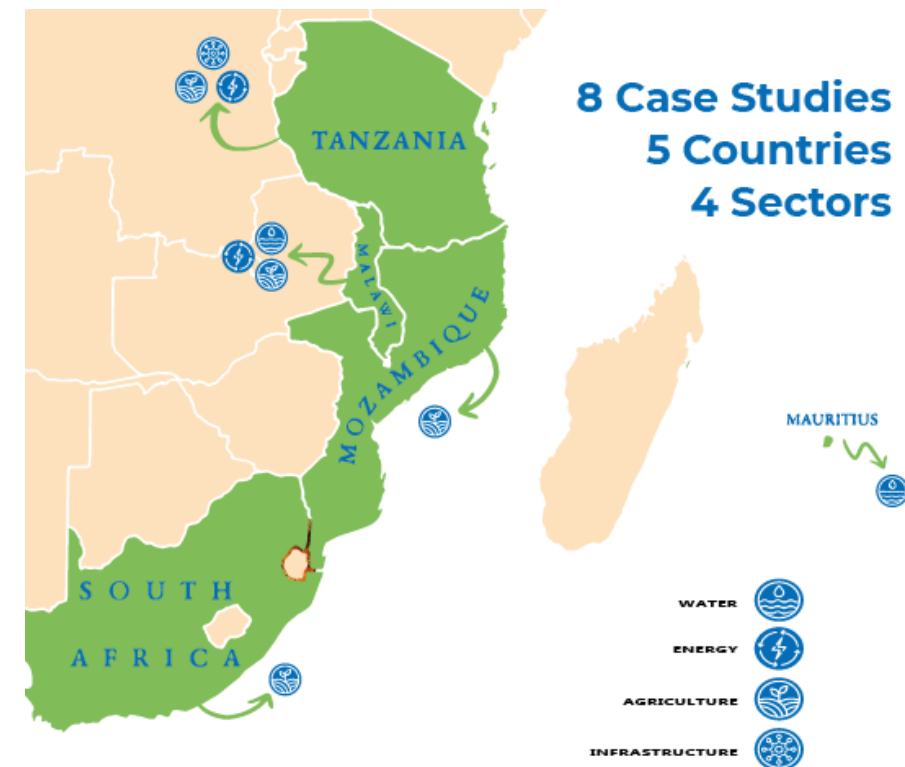 8 Case Studies
5 Countries
4 Sectors
TANZANIA
MALAWI
MOZAMBIQUE
MAURITIUS
SOUTH
AFRICA
WATER
ENERGY
AGRICULTURE
INFRASTRUCTURE